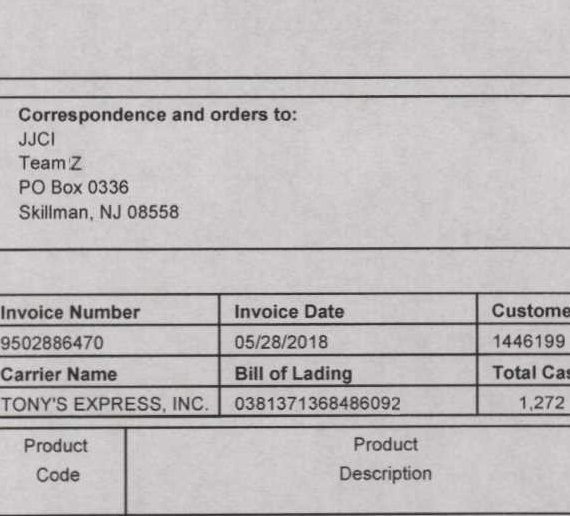 Correspondence and orders to:
JJCI
Team Z
PO Box 0336
Skillman, NJ 08558
Invoice Number Invoice Date Custome
9502886470 05/28/2018 1446199
Carrier Name Bill of Lading Total Cas
TONY'S EXPRESS, INC. 0381371368486092 1,272
Product Product
Code Description